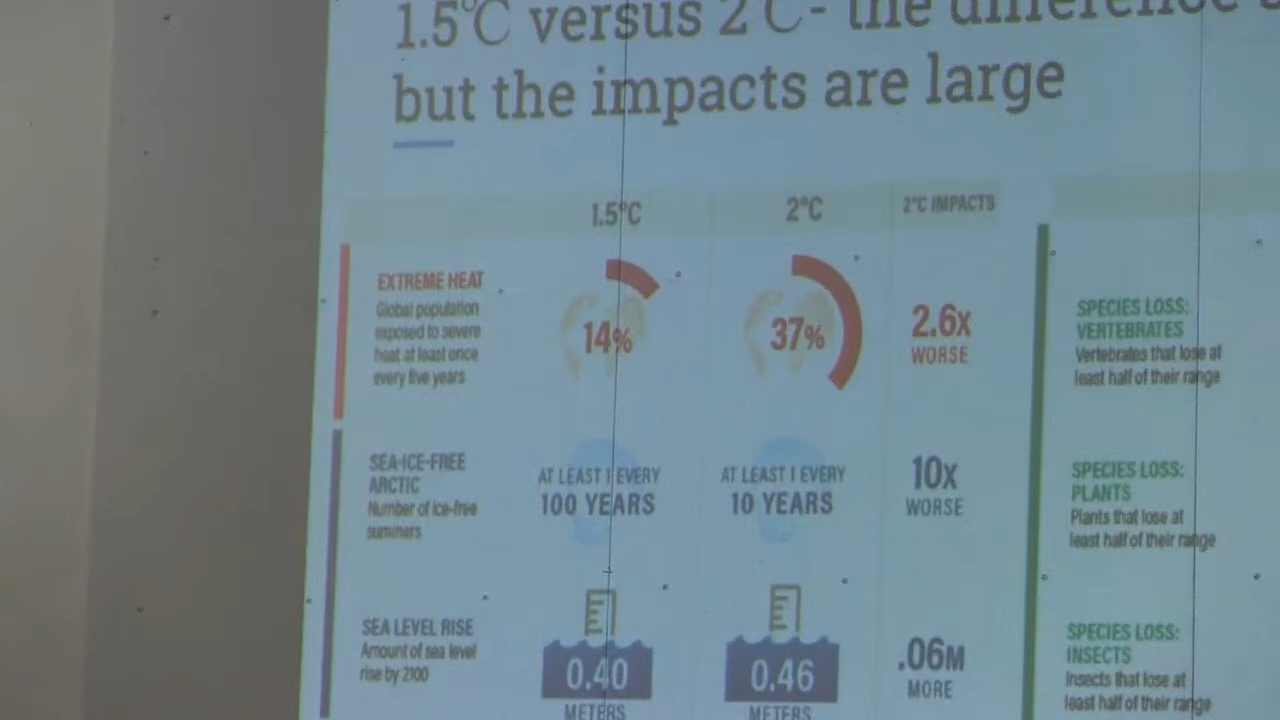 1.5°C versus 2°C- the difference
but the impacts are large
1.5°C
2°C
2°C IMPACTS
EXTREME HEAT
Global population
exposed to severe
heat at least once
every five years
14%
37%
2.6X
WORSE
SEA-ICE-FREE
ARCTIC
Number of ice-free
summers
AT LEAST 1 EVERY
100 YEARS
AT LEAST 1 EVERY
10 YEARS
10X
WORSE
SEA LEVEL RISE
Amount of sea level
rise by 2100
0.40
METERS
0.46
METERS
.06M
MORE
SPECIES LOSS:
VERTEBRATES
Vertebrates that lose at
least half of their range
SPECIES LOSS:
PLANTS
Plants that lose at
least half of their range
SPECIES LOSS:
INSECTS
Insects that lose at
least half of their range